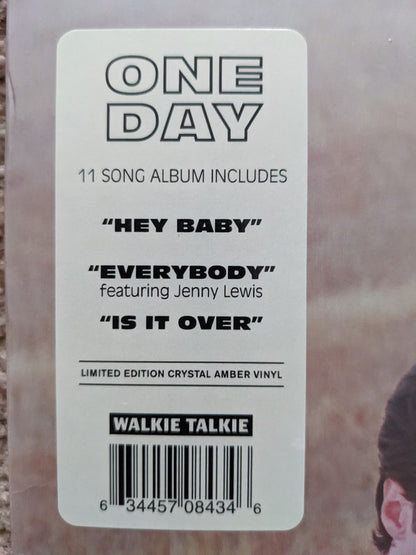 ONE
DAY
11 SONG ALBUM INCLUDES
"HEY BABY"
"EVERYBODY"
featuring Jenny Lewis
"IS IT OVER"
LIMITED EDITION CRYSTAL AMBER VINYL
WALKIE TALKIE
6 34457 08434 6